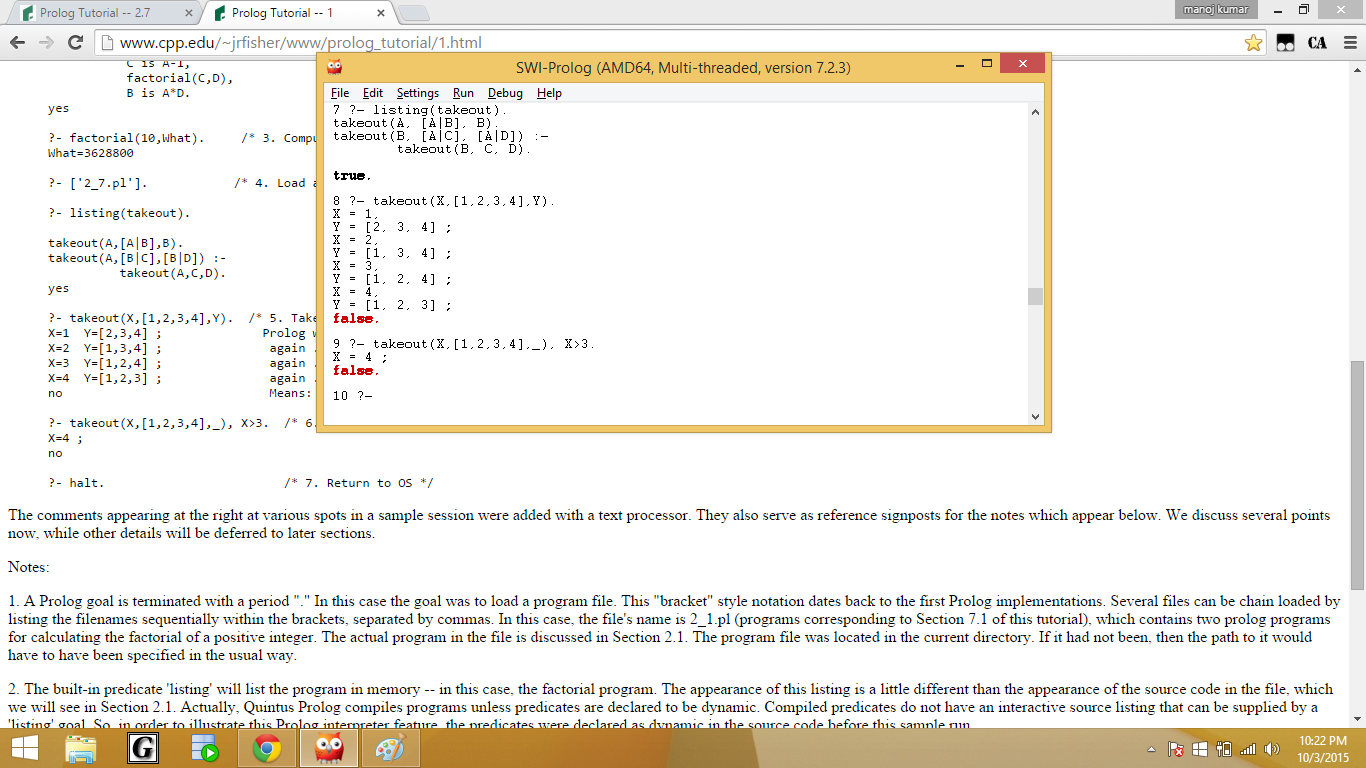 Prolog Tutorial -- 2.7
Prolog Tutorial -- 1
manoj kumar
www.cpp.edu/~jrfisher/www/prolog_tutorial/1.html
CA
C is A-1,
factorial(C,D),
B is A*D.
yes
?- factorial(10,What). /* 3. Compu
What=3628800
?- ['2_7.pl']. /* 4. Load a
?- listing(takeout).
takeout(A,[A|B],B).
takeout(A,[B|C],[B|D]) :-
takeout(A,C,D).
yes
?- takeout(X,[1,2,3,4],Y). /* 5. Take
X=1 Y=[2,3,4] ; Prolog w
X=2 Y=[1,3,4] ; again .
X=3 Y=[1,2,4] ; again .
X=4 Y=[1,2,3] ; again .
no Means:
?- takeout(X,[1,2,3,4],_), X>3. /* 6.
X=4 ;
no
?- halt. /* 7. Return to OS */
SWI-Prolog (AMD64, Multi-threaded, version 7.2.3)
File Edit Settings Run Debug Help
7 ?- listing(takeout).
takeout(A, [A|B], B).
takeout(B, [A|C], [A|D]) :-
takeout(B, C, D).
true.
8 ?- takeout(X,[1,2,3,4],Y).
X = 1,
Y = [2, 3, 4] ;
X = 2,
Y = [1, 3, 4] ;
X = 3,
Y = [1, 2, 4] ;
X = 4,
Y = [1, 2, 3] ;
false.
9 ?- takeout(X,[1,2,3,4],_), X>3.
X = 4 ;
false.
10 ?-
The comments appearing at the right at various spots in a sample session were added with a text processor. They also serve as reference signposts for the notes which appear below. We discuss several points
now, while other details will be deferred to later sections.
Notes:
1. A Prolog goal is terminated with a period "." In this case the goal was to load a program file. This "bracket" style notation dates back to the first Prolog implementations. Several files can be chain loaded by
listing the filenames sequentially within the brackets, separated by commas. In this case, the file's name is 2_1.pl (programs corresponding to Section 7.1 of this tutorial), which contains two prolog programs
for calculating the factorial of a positive integer. The actual program in the file is discussed in Section 2.1. The program file was located in the current directory. If it had not been, then the path to it would
have to have been specified in the usual way.
2. The built-in predicate 'listing' will list the program in memory -- in this case, the factorial program. The appearance of this listing is a little different than the appearance of the source code in the file, which
we will see in Section 2.1. Actually, Quintus Prolog compiles programs unless predicates are declared to be dynamic. Compiled predicates do not have an interactive source listing that can be supplied by a
'listing' goal. So, in order to illustrate this Prolog interpreter feature, the predicates were declared as dynamic in the source code before this sample run.
G
10:22 PM
10/3/2015